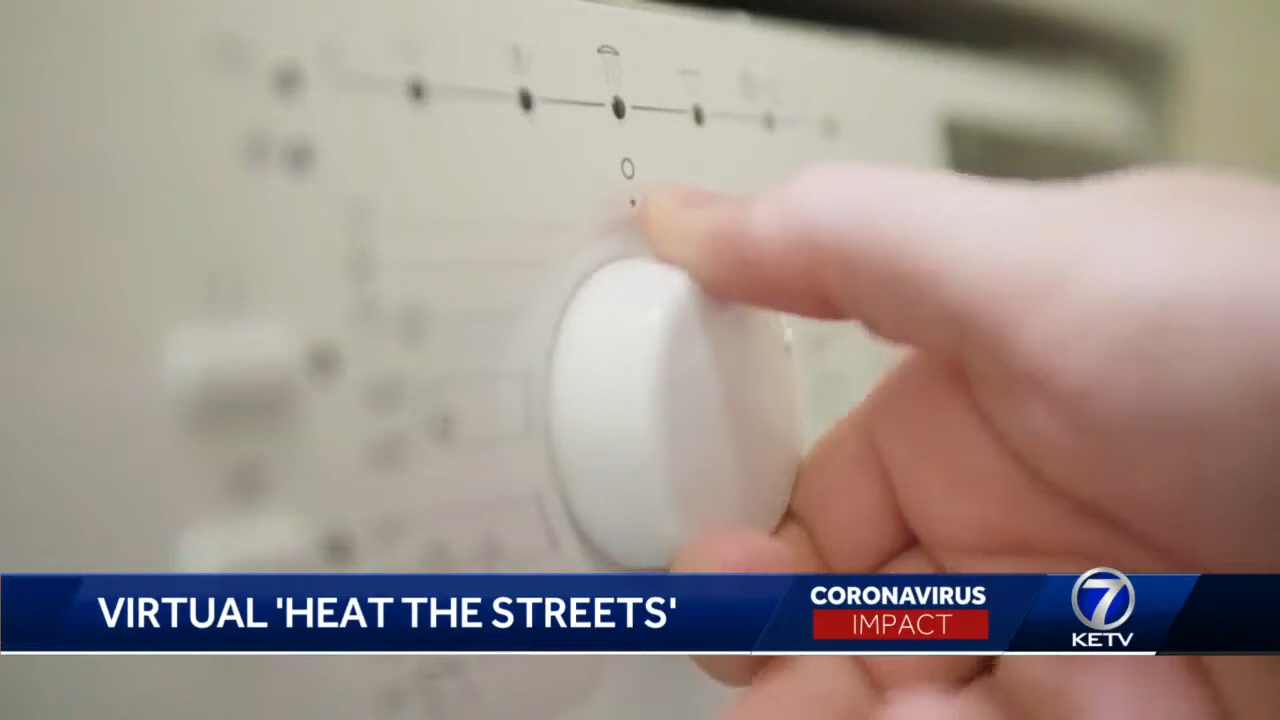 VIRTUAL 'HEAT THE STREETS'
CORONAVIRUS
IMPACT
7
KETV